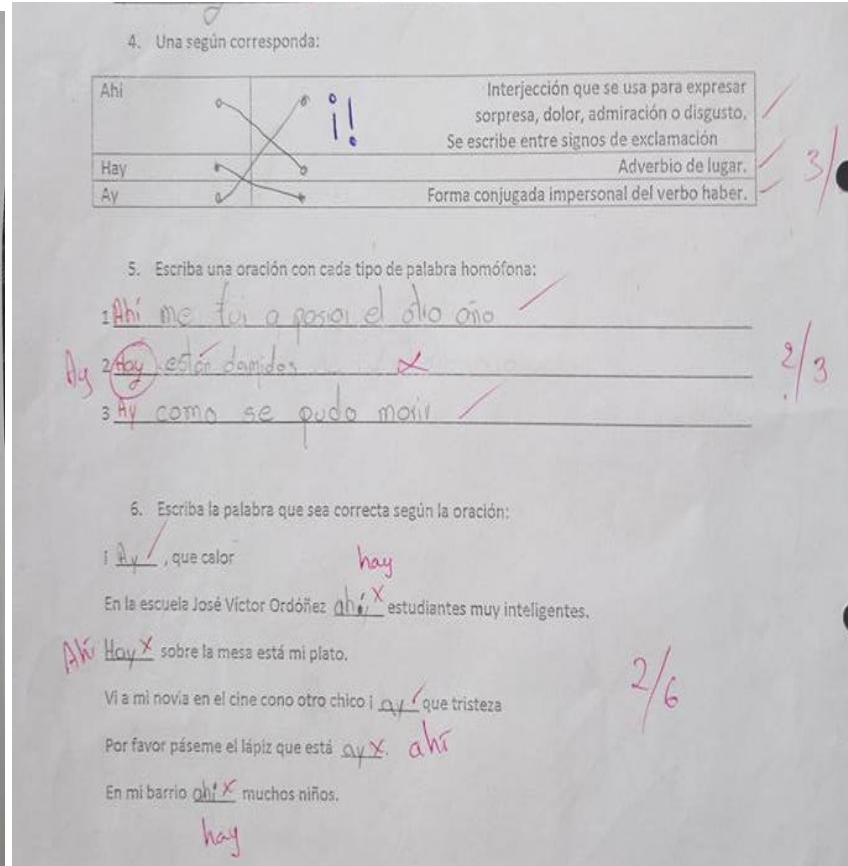 4. Una según corresponda:
Ahí
¡!
Interjección que se usa para expresar
sorpresa, dolor, admiración o disgusto.
Se escribe entre signos de exclamación
Hay
Adverbio de lugar.
Ay
Forma conjugada impersonal del verbo haber.
3/
5. Escriba una oración con cada tipo de palabra homófona:
1 Ahí me fui a pasiar el otro año
Ay 2 Hay están
2/3
3 Ay como se pudo morir
6. Escriba la palabra que sea correcta según la oración:
¡ Ay, que calor
hay
En la escuela José Víctor Ordóñez ahí x estudiantes muy inteligentes.
Ahí Hay x sobre la mesa está mi plato.
2/6
Vi a mi novia en el cine cono otro chico ¡ ay que tristeza
Por favor páseme el lápiz que está ay x. ahí
En mi barrio ahí x muchos niños.
hay